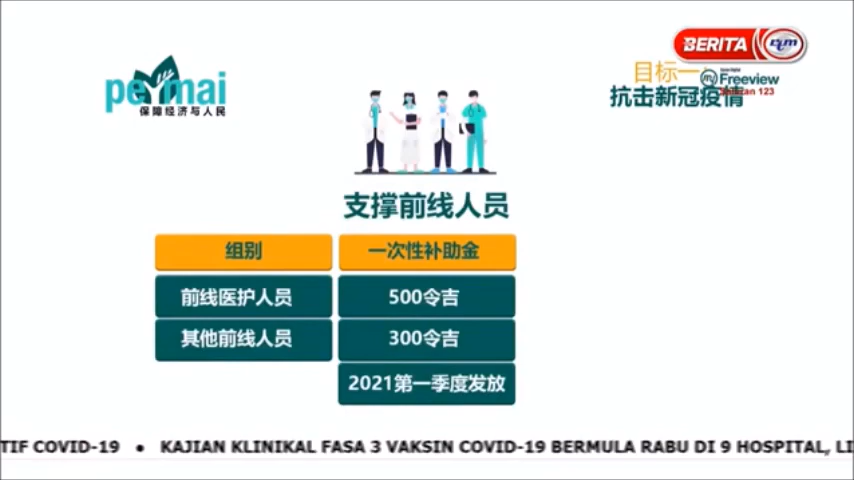 BERITA rtm
permai
保障经济与人民
目标一:
myFreeview
抗击新冠疫情
支撑前线人员
组别 一次性补助金
前线医护人员 500令吉
其他前线人员 300令吉
2021第一季度发放
TIF COVID-19 • KAJIAN KLINIKAL FASA 3 VAKSIN COVID-19 BERMULA RABU DI 9 HOSPITAL, LI